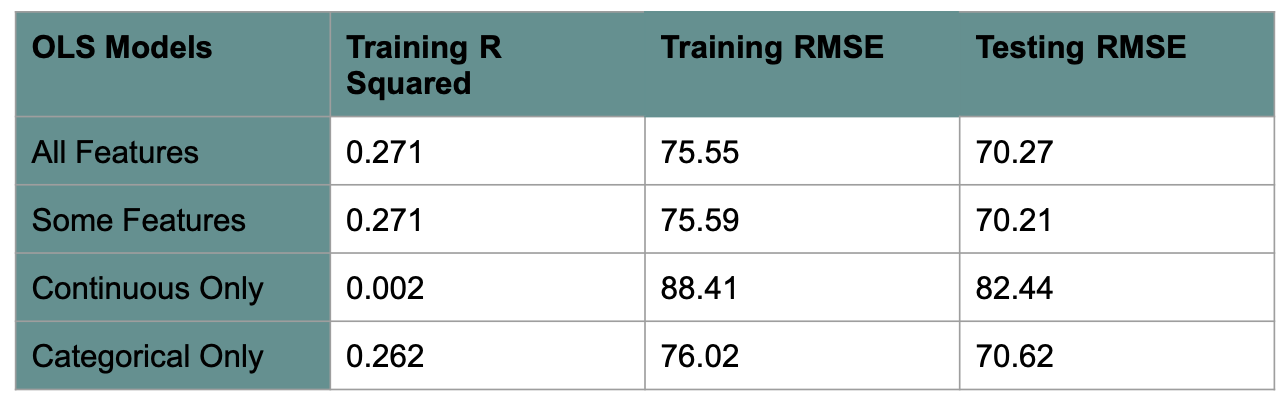 OLS Models Training R Squared Training RMSE Testing RMSE
All Features 0.271 75.55 70.27
Some Features 0.271 75.59 70.21
Continuous Only 0.002 88.41 82.44
Categorical Only 0.262 76.02 70.62